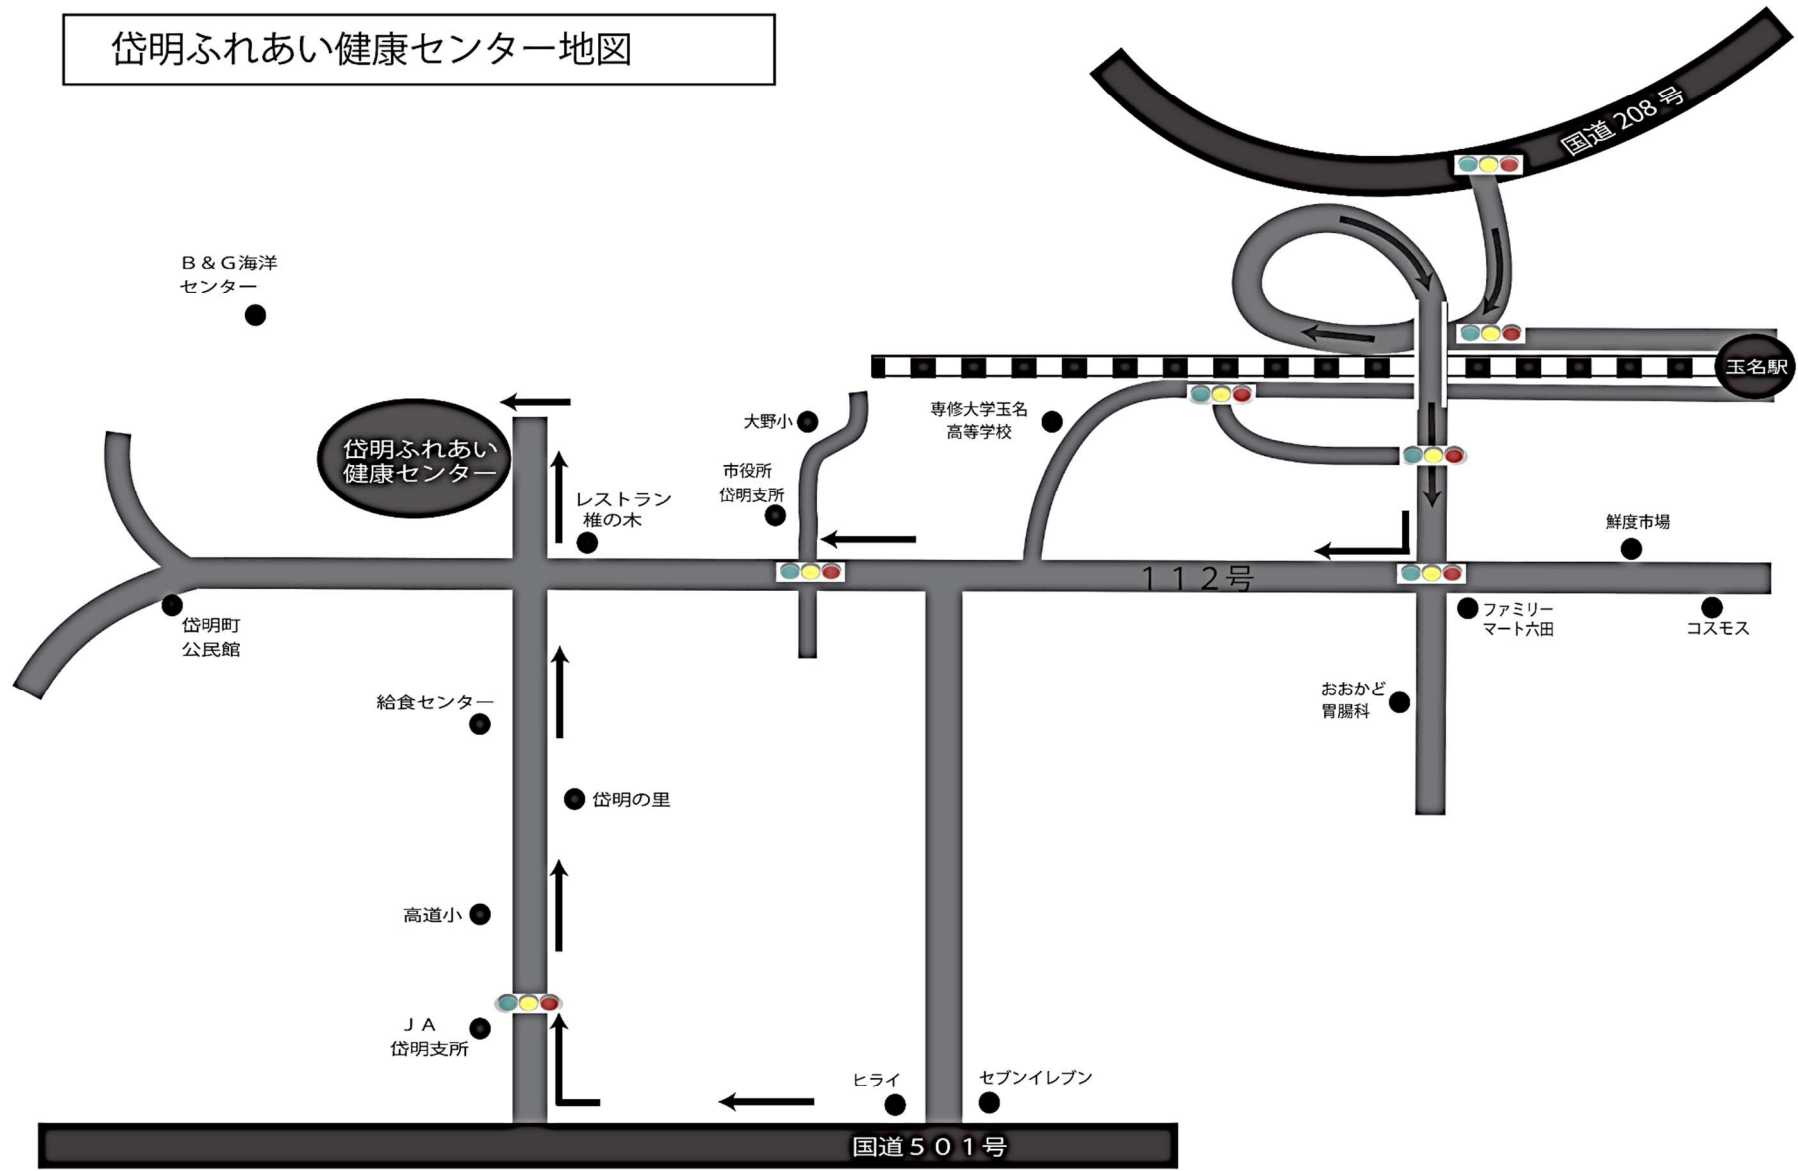 岱明ふれあい健康センター地図
国道208号
B&G海洋
センター
玉名駅
専修大学玉名
高等学校
大野小
岱明ふれあい
健康センター
市役所
岱明支所
レストラン
椎の木
鮮度市場
112号
ファミリー
マート六田
コスモス
岱明町
公民館
おおかど
胃腸科
給食センター
岱明の里
高道小
JA
岱明支所
ヒライ
セブンイレブン
国道501号